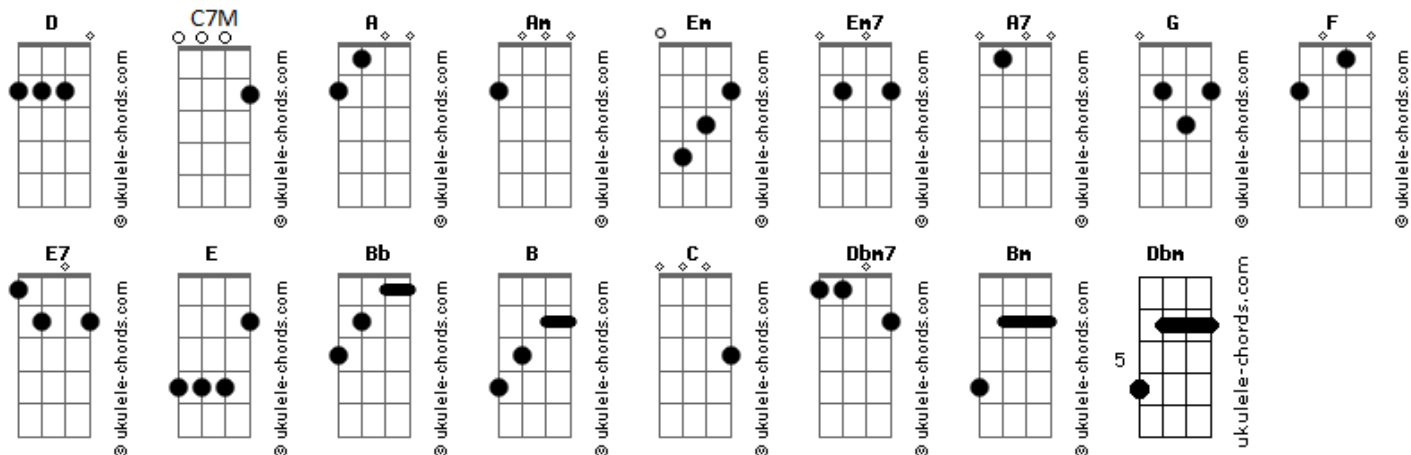 D C7M A Am Em Em7 A7 G F
© ukulele-chords.com © ukulele-chords.com © ukulele-chords.com © ukulele-chords.com © ukulele-chords.com © ukulele-chords.com © ukulele-chords.com © ukulele-chords.com © ukulele-chords.com
E7 E Bb B C Dbm7 Bm Dbm
5
© ukulele-chords.com © ukulele-chords.com © ukulele-chords.com © ukulele-chords.com © ukulele-chords.com © ukulele-chords.com © ukulele-chords.com ukulele-chords.com